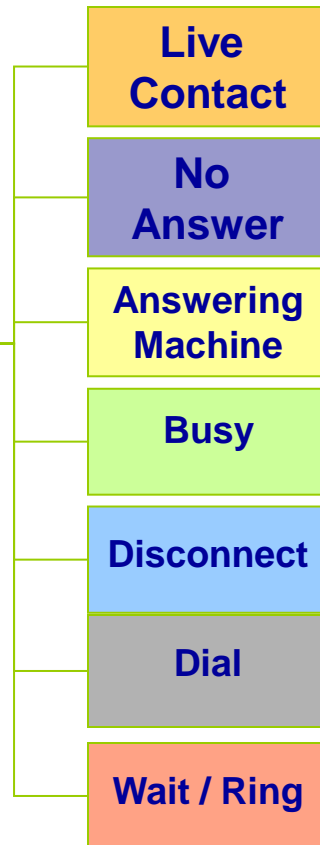 Live
Contact
No
Answer
Answering
Machine
Busy
Disconnect
Dial
Wait / Ring